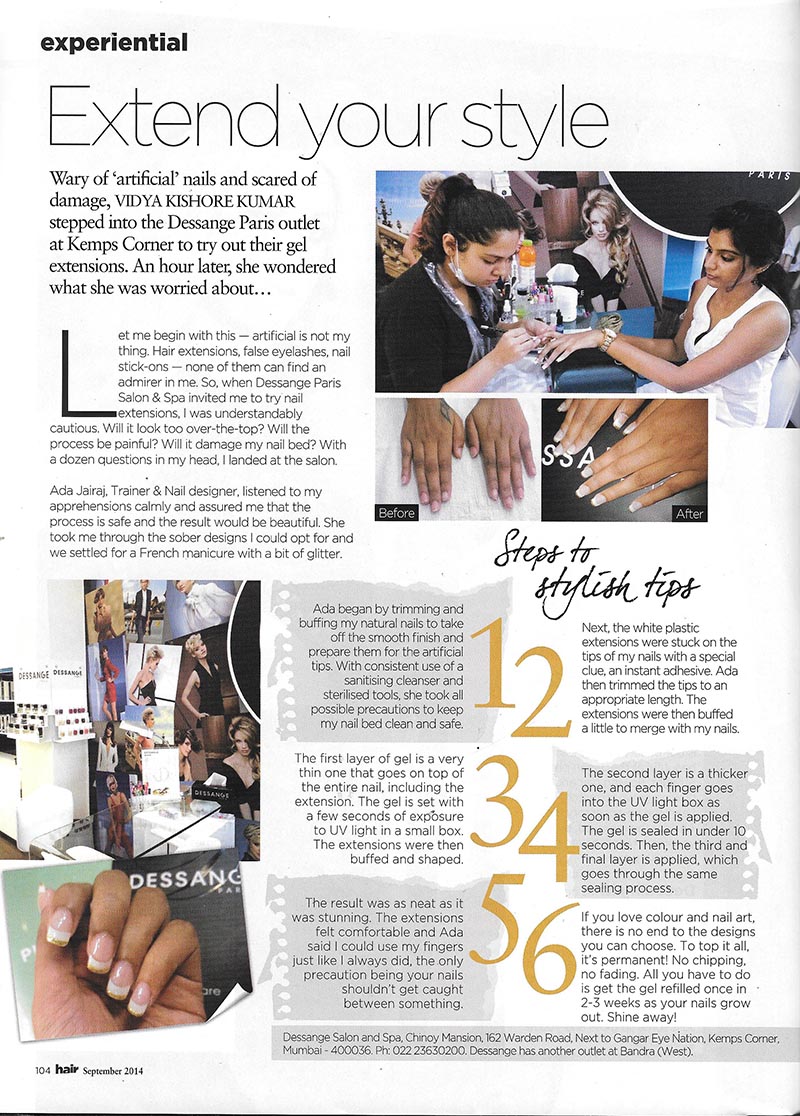 experiential
Extend your style
Wary of ‘artificial’ nails and scared of
damage, VIDYA KISHORE KUMAR
stepped into the Dessange Paris outlet
at Kemps Corner to try out their gel
extensions. An hour later, she wondered
what she was worried about…
Let me begin with this — artificial is not my
thing. Hair extensions, false eyelashes, nail
stick-ons — none of them can find an
admirer in me. So, when Dessange Paris
Salon & Spa invited me to try nail
extensions, I was understandably
cautious. Will it look too over-the-top? Will the
process be painful? Will it damage my nail bed? With
a dozen questions in my head, I landed at the salon.
Ada Jairaj, Trainer & Nail designer, listened to my
apprehensions calmly and assured me that the
process is safe and the result would be beautiful. She
took me through the sober designs I could opt for and
we settled for a French manicure with a bit of glitter.
PARIS
Before
SSA
After
Steps to
stylish tips
1
Ada began by trimming and
buffing my natural nails to take
off the smooth finish and
prepare them for the artificial
tips. With consistent use of a
sanitising cleanser and
sterilised tools, she took all
possible precautions to keep
my nail bed clean and safe.
2
Next, the white plastic
extensions were stuck on the
tips of my nails with a special
clue, an instant adhesive. Ada
then trimmed the tips to an
appropriate length. The
extensions were then buffed
a little to merge with my nails.
3
The first layer of gel is a very
thin one that goes on top of
the entire nail, including the
extension. The gel is set with
a few seconds of exposure
to UV light in a small box.
The extensions were then
buffed and shaped.
4
The second layer is a thicker
one, and each finger goes
into the UV light box as
soon as the gel is applied.
The gel is sealed in under 10
seconds. Then, the third and
final layer is applied, which
goes through the same
sealing process.
5
The result was as neat as it
was stunning. The extensions
felt comfortable and Ada
said I could use my fingers
just like I always did, the only
precaution being your nails
shouldn’t get caught
between something.
6
If you love colour and nail art,
there is no end to the designs
you can choose. To top it all,
it’s permanent! No chipping,
no fading. All you have to do
is get the gel refilled once in
2-3 weeks as your nails grow
out. Shine away!
DESSANGE
DESSANGE
DESSANGE
DESSANG
PAR
Dessange Salon and Spa, Chinoy Mansion, 162 Warden Road, Next to Gangar Eye Nation, Kemps Corner,
Mumbai - 400036. Ph: 022 23630200. Dessange has another outlet at Bandra (West).
104 hair September 2014